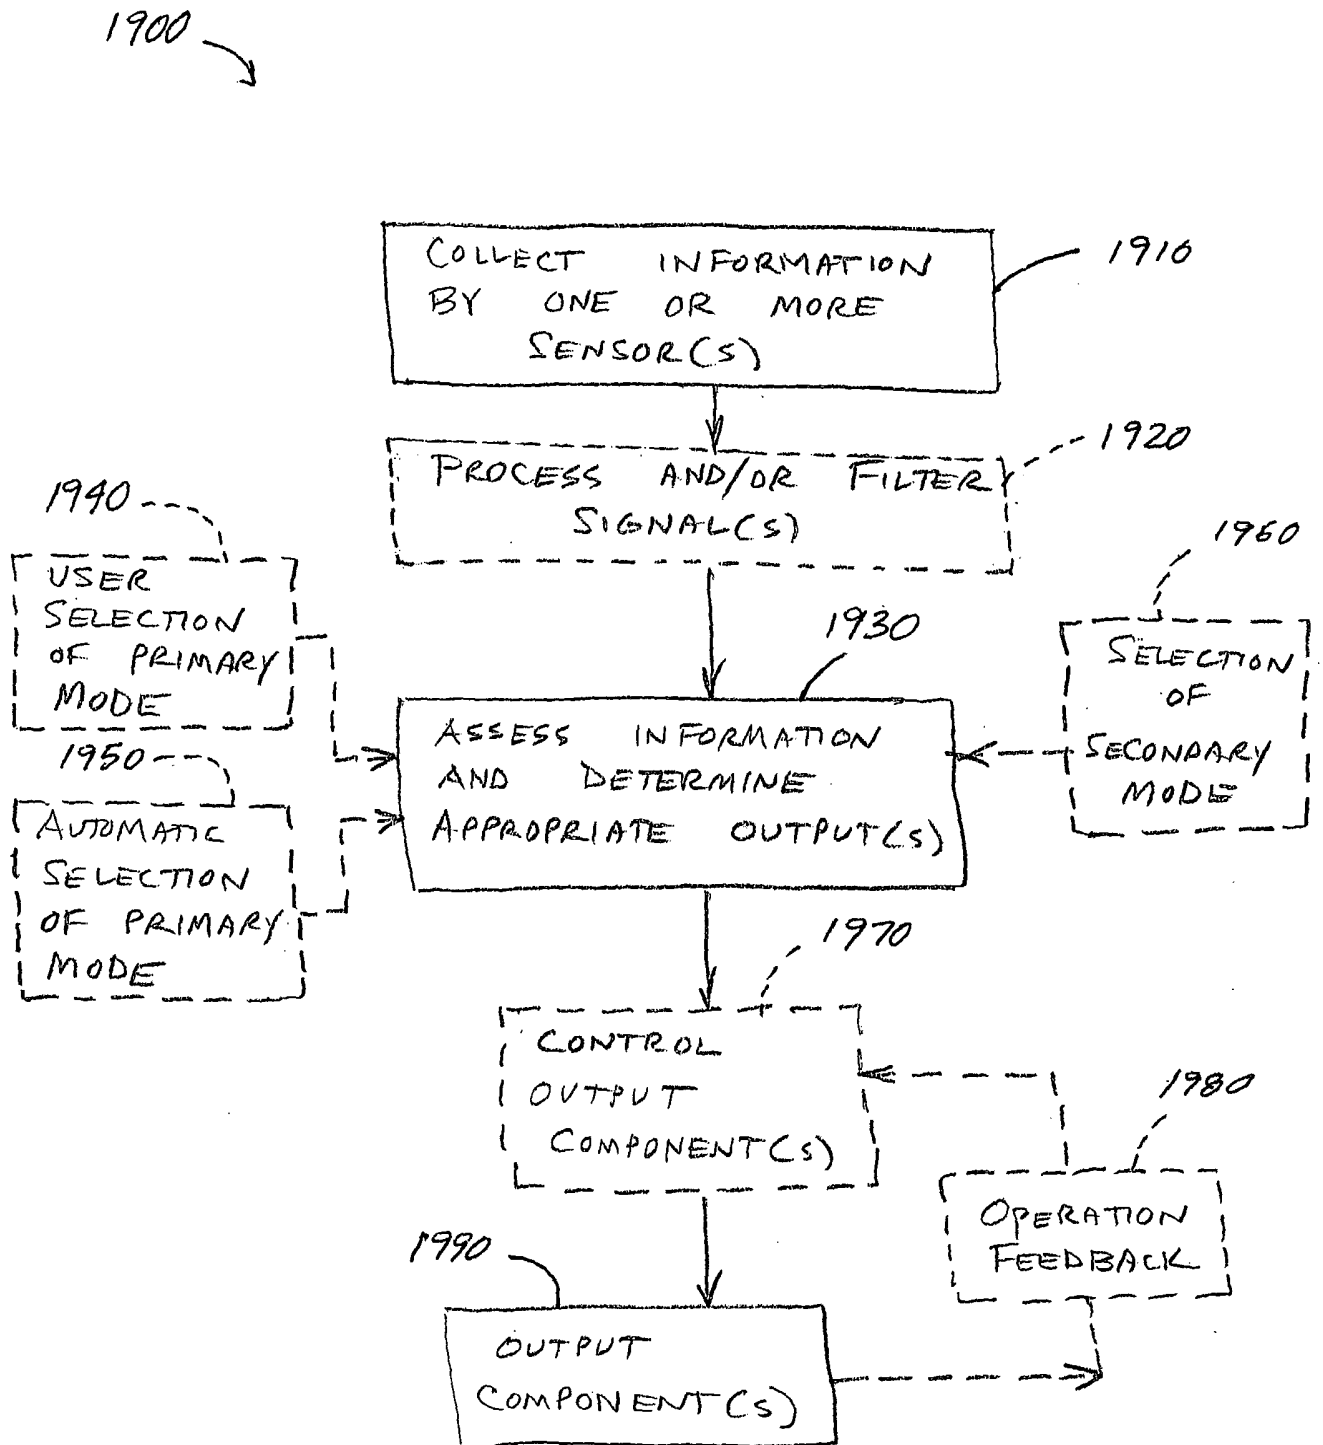 1900
COLLECT INFORMATION
BY ONE OR MORE
SENSOR(S)
1910
PROCESS AND/OR FILTER
SIGNAL(S)
1920
1940
USER
SELECTION
OF PRIMARY
MODE
1950
AUTOMATIC
SELECTION
OF PRIMARY
MODE
1930
ASSESS INFORMATION
AND DETERMINE
APPROPRIATE OUTPUT(S)
1960
SELECTION
OF
SECONDARY
MODE
1970
CONTROL
OUTPUT
COMPONENT(S)
1980
OPERATION
FEEDBACK
1990
OUTPUT
COMPONENT(S)